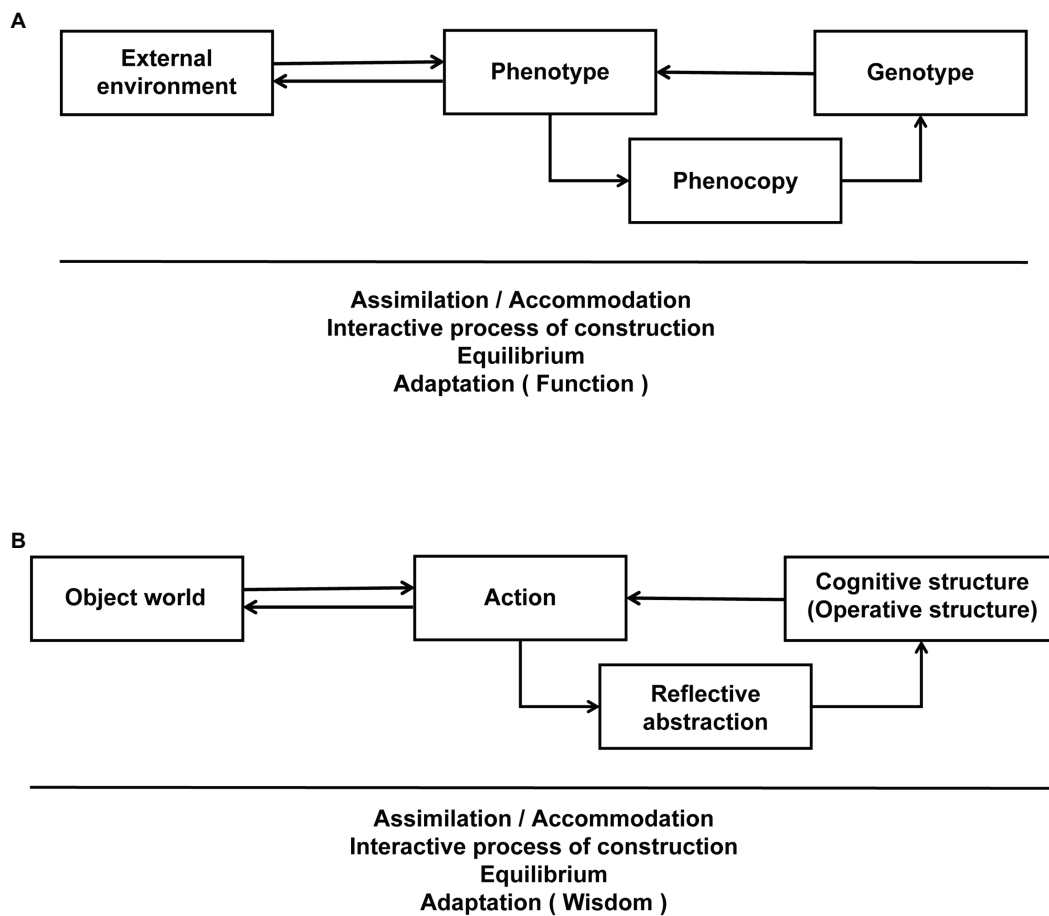 A
External
environment
Phenotype
Genotype
Phenocopy
Assimilation / Accommodation
Interactive process of construction
Equilibrium
Adaptation ( Function )
B
Object world
Action
Cognitive structure
(Operative structure)
Reflective
abstraction
Assimilation / Accommodation
Interactive process of construction
Equilibrium
Adaptation ( Wisdom )